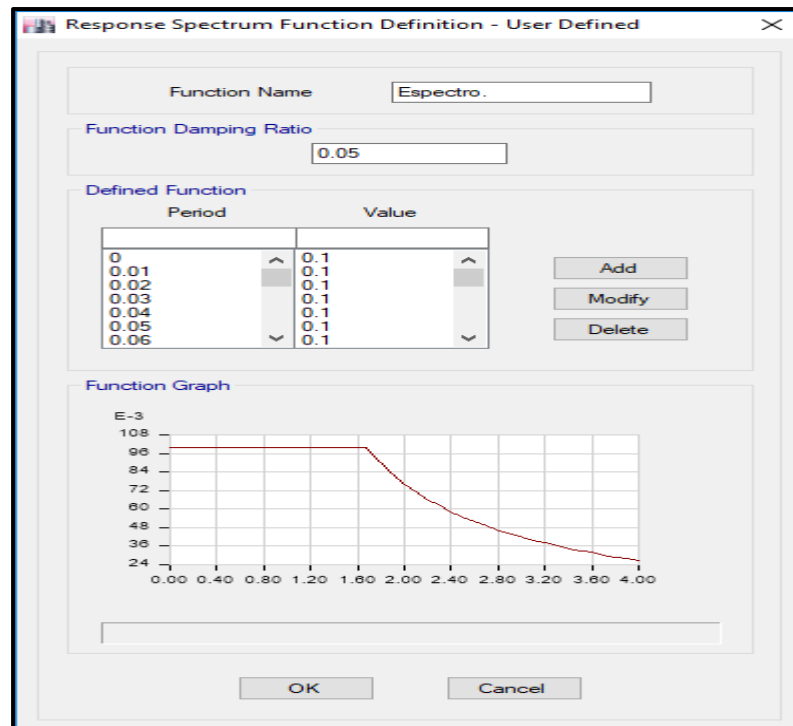 Response Spectrum Function Definition - User Defined
Function Name Espectro.
Function Damping Ratio
0.05
Defined Function
Period Value
0 0.1
0.01 0.1
0.02 0.1
0.03 0.1
0.04 0.1
0.05 0.1
0.06 0.1
Add
Modify
Delete
Function Graph
E-3
108
96
84
72
60
48
36
24
0.00 0.40 0.80 1.20 1.60 2.00 2.40 2.80 3.20 3.60 4.00
OK Cancel